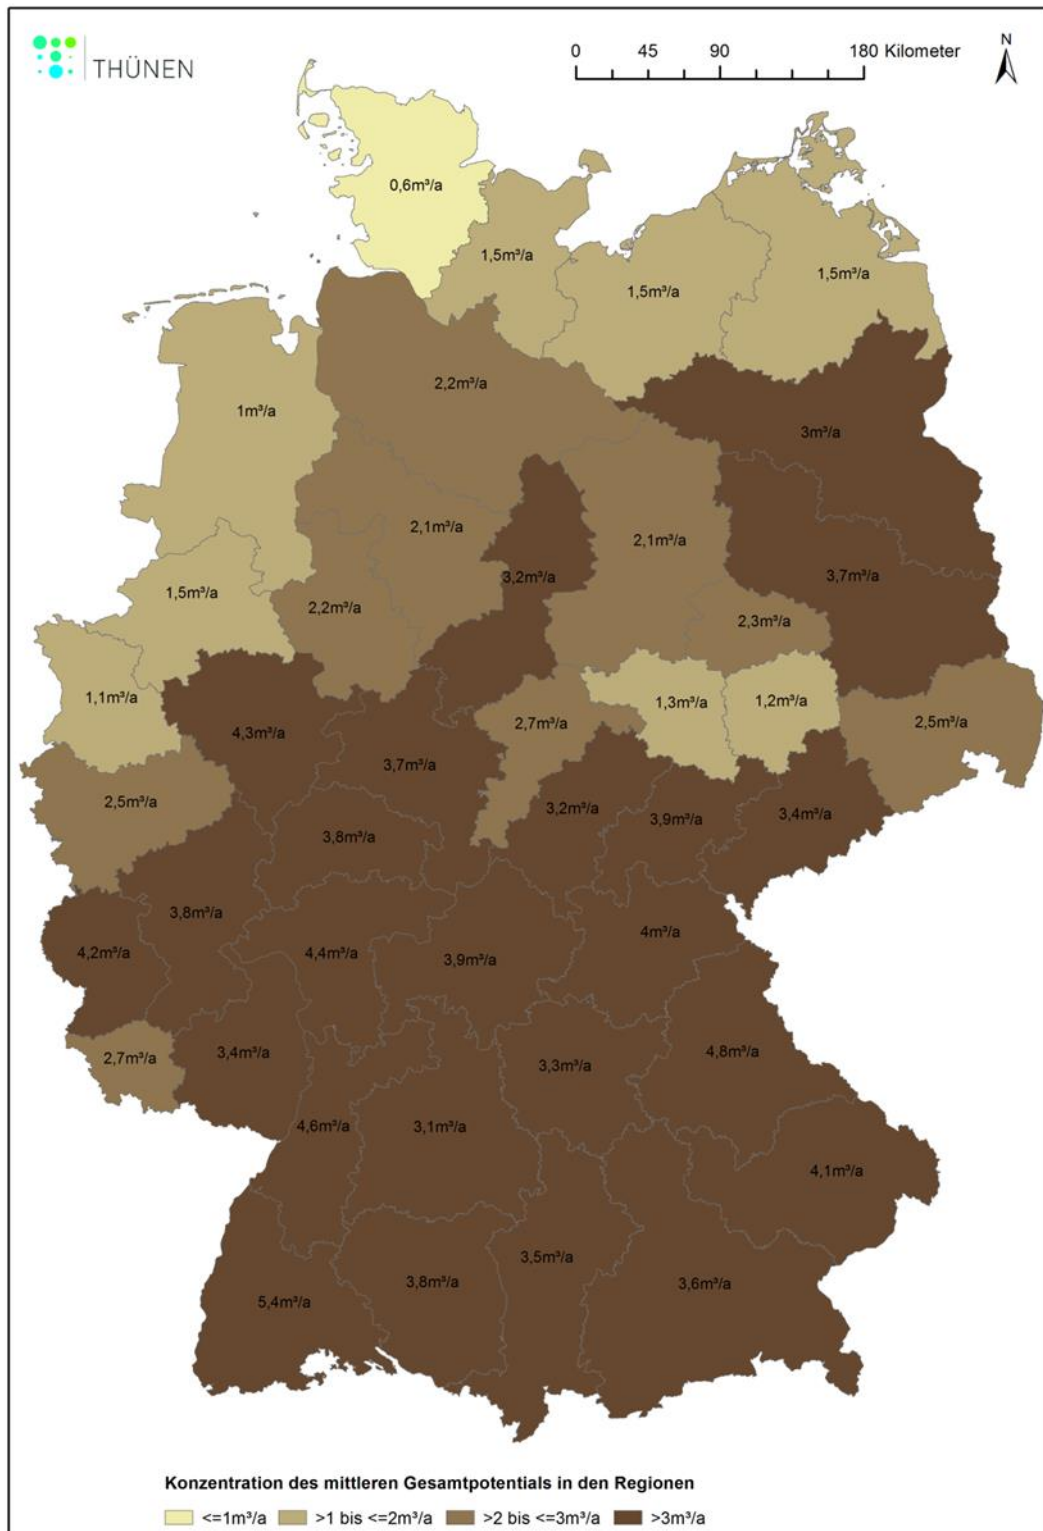 THÜNEN
0 45 90 180 Kilometer
N
0,6m³/a
1,5m³/a
1,5m³/a
1,5m³/a
2,2m³/a
1m³/a
3m³/a
2,1m³/a
2,1m³/a
3,2m³/a
3,7m³/a
1,5m³/a
2,2m³/a
2,3m³/a
1,1m³/a
1,3m³/a
1,2m³/a
2,7m³/a
2,5m³/a
4,3m³/a
3,7m³/a
2,5m³/a
3,2m³/a
3,9m³/a
3,4m³/a
3,8m³/a
3,8m³/a
4,2m³/a
4,4m³/a
3,9m³/a
4m³/a
2,7m³/a
3,4m³/a
3,3m³/a
4,8m³/a
4,6m³/a
3,1m³/a
4,1m³/a
3,5m³/a
3,8m³/a
3,6m³/a
5,4m³/a
Konzentration des mittleren Gesamtpotentials in den Regionen
<=1m³/a >1 bis <=2m³/a >2 bis <=3m³/a >3m³/a